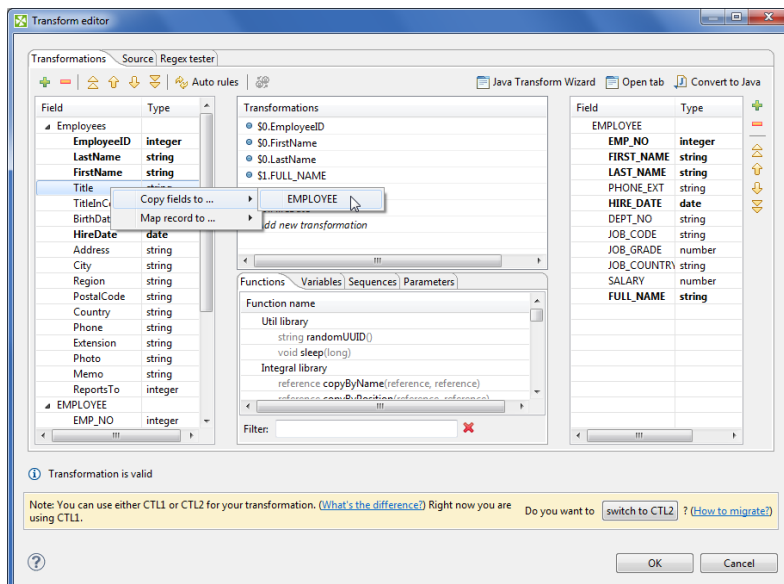 Transform editor
Transformations Source Regex tester
Auto rules Java Transform Wizard Open tab Convert to Java
Field Type
Employees
EmployeeID integer
LastName string
FirstName string
Title string
TitleInCo
BirthDat
HireDate date
Address string
City string
Region string
PostalCode string
Country string
Phone string
Extension string
Photo string
Memo string
ReportsTo integer
EMPLOYEE
EMP_NO integer
Copy fields to ...
Map record to ...
EMPLOYEE
Transformations
$0.EmployeeID
$0.FirstName
$0.LastName
$1.FULL_NAME
dd new transformation
Functions Variables Sequences Parameters
Function name
Util library
string randomUUID()
void sleep(long)
Integral library
reference copyByName(reference, reference)
reference copyByPosition(reference, reference)
Filter:
Field Type
EMPLOYEE
EMP_NO integer
FIRST_NAME string
LAST_NAME string
PHONE_EXT string
HIRE_DATE date
DEPT_NO string
JOB_CODE string
JOB_GRADE number
JOB_COUNTRY string
SALARY number
FULL_NAME string
Transformation is valid
Note: You can use either CTL1 or CTL2 for your transformation. (What's the difference?) Right now you are
using CTL1.
Do you want to switch to CTL2 ? (How to migrate?)
OK Cancel